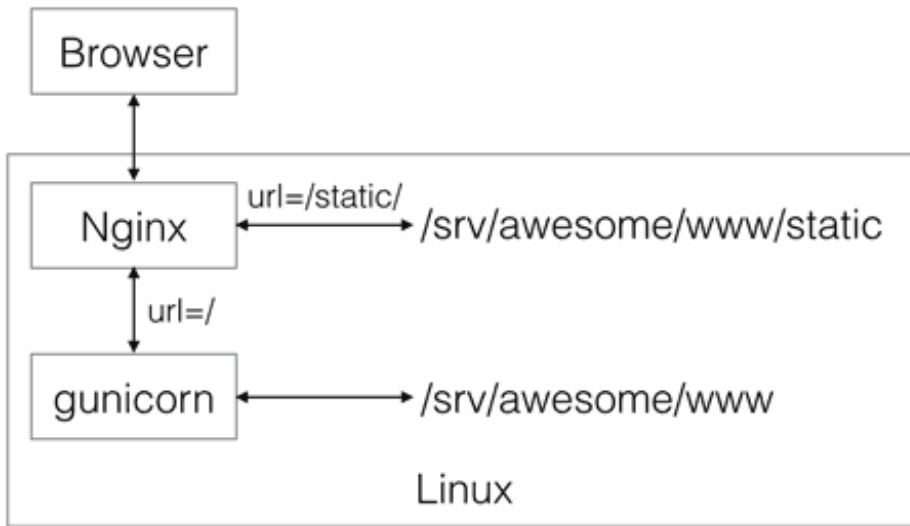 Browser
Nginx
url=/static/
/srv/awesome/www/static
url=/
gunicorn
/srv/awesome/www
Linux